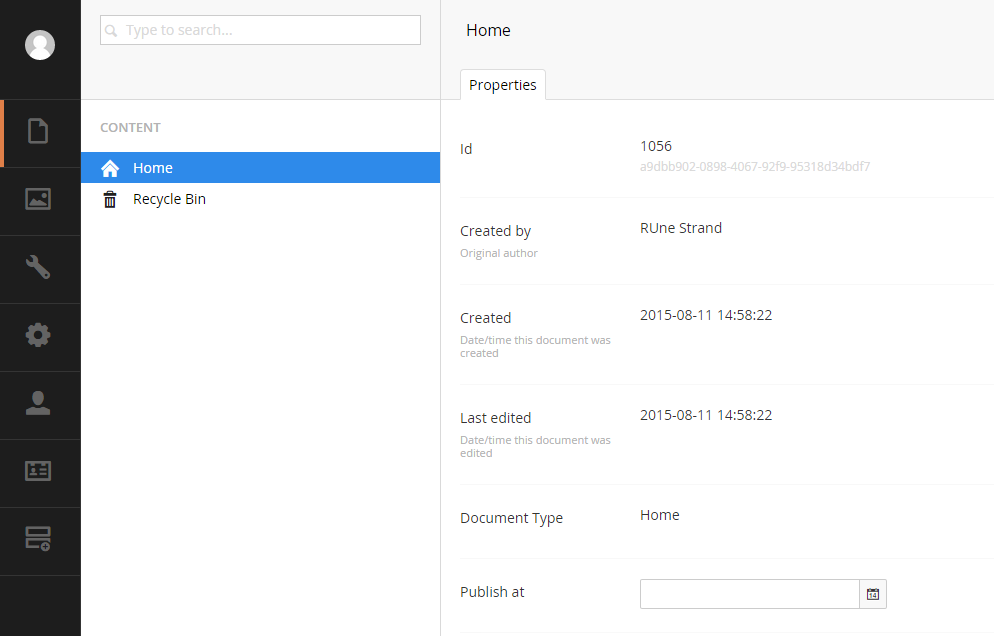 Type to search...
CONTENT
Home
Recycle Bin
Home
Properties
Id
1056
a9dbb902-0898-4067-92f9-95318d34bdf7
Created by
Original author
RUne Strand
Created
Date/time this document was
created
2015-08-11 14:58:22
Last edited
Date/time this document was
edited
2015-08-11 14:58:22
Document Type
Home
Publish at
14